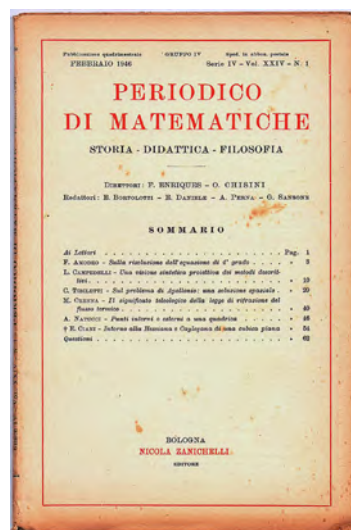 Pubblicazione quadrimestrale GRUPPO IV Sped. in abbon. postale
FEBBRAIO 1946 Serie IV - Vol. XXIV - N. 1
PERIODICO
DI MATEMATICHE
STORIA - DIDATTICA - FILOSOFIA
DIRETTORI: F. ENRIQUES - O. CHISINI
Redattori: E. BORTOLOTTI - E. DANIELE - A. PERNA - G. SANSONE
SOMMARIO
Ai Lettori Pag. 1
F. AMODEO - Sulla risoluzione dell'equazione di 4° grado » 3
L. CAMPEDELLI - Una visione sintetica proiettiva dei metodi descrit-
tivi » 10
C. - Sul problema di Apollonio: una soluzione spaziale » 29
M. - Il significato teleologico della legge di rifrazione del
flusso termico » 40
A. NATUCCI - Punti interni e esterni a una quadrica » 46
† E. CIANI - Intorno alla Hessiana e Cayleyana di una cubica piana » 54
Questioni » 62
BOLOGNA
NICOLA ZANICHELLI
EDITORE